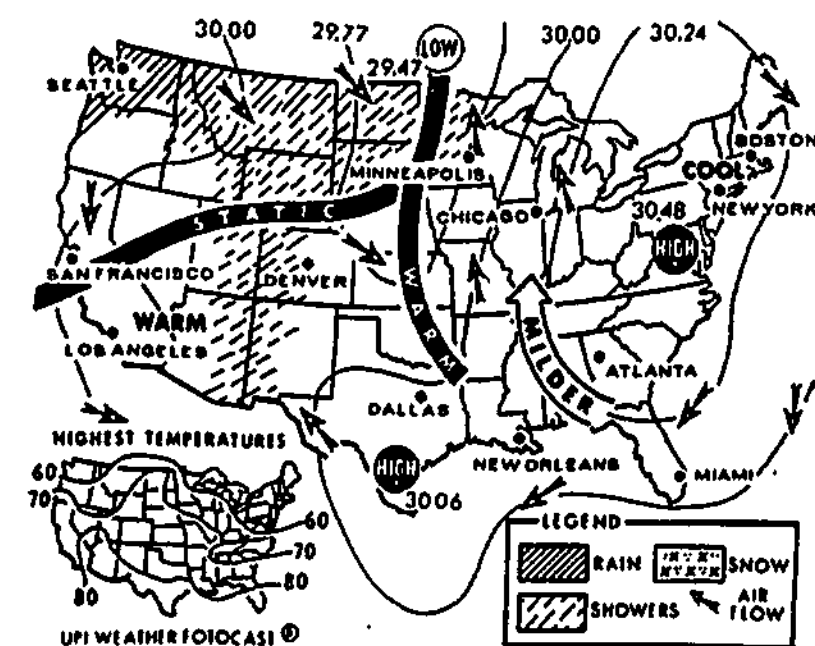 30.00
29.77
LOW
30.00
30.24
29.47
SEATTLE
BOSTON
MINNEAPOLIS
COOL
NEW YORK
STATIC
CHICAGO
30.48
HIGH
SAN FRANCISCO
DENVER
WARM
WARM
LOS ANGELES
MILDER
ATLANTA
DALLAS
HIGHEST TEMPERATURES
HIGH
NEW ORLEANS
MIAMI
30.06
60
70
60
70
80
80
LEGEND
RAIN
SNOW
SHOWERS
AIR
FLOW
UPI WEATHER FOTOCAST ®